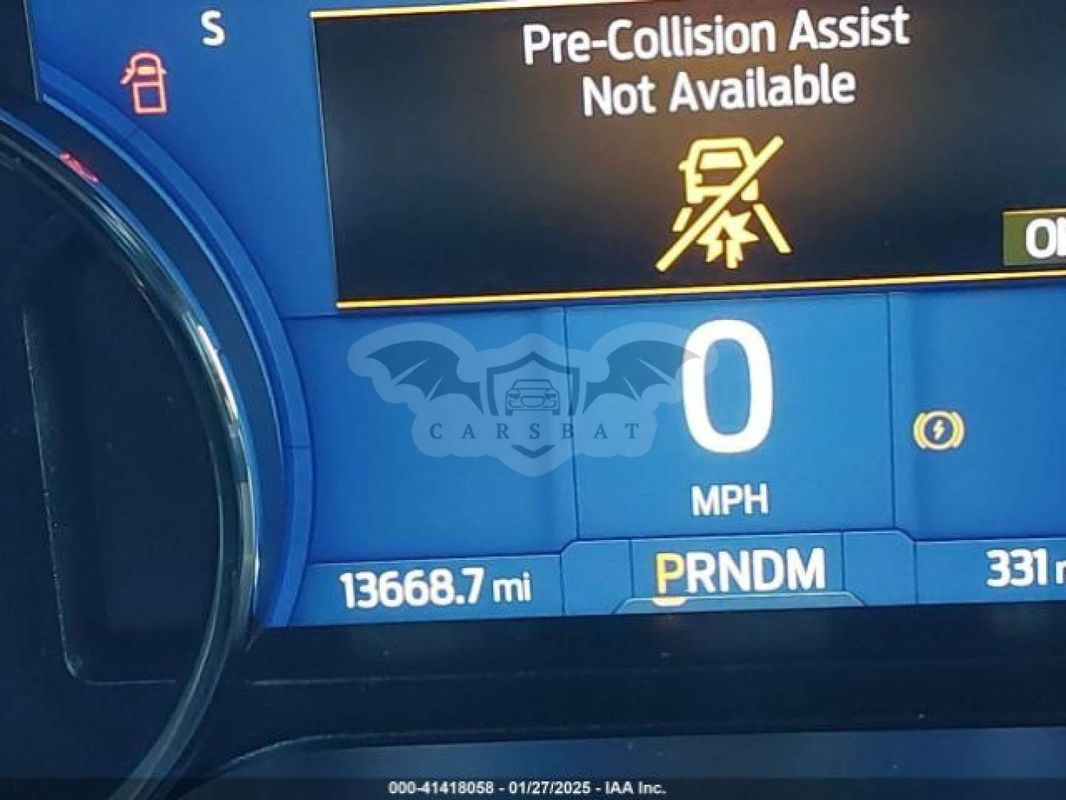 S
Pre-Collision Assist
Not Available
0
MPH
CARSBAT
13668.7 mi
PRNDM
331
000-41418058 - 01/27/2025 - IAA Inc.